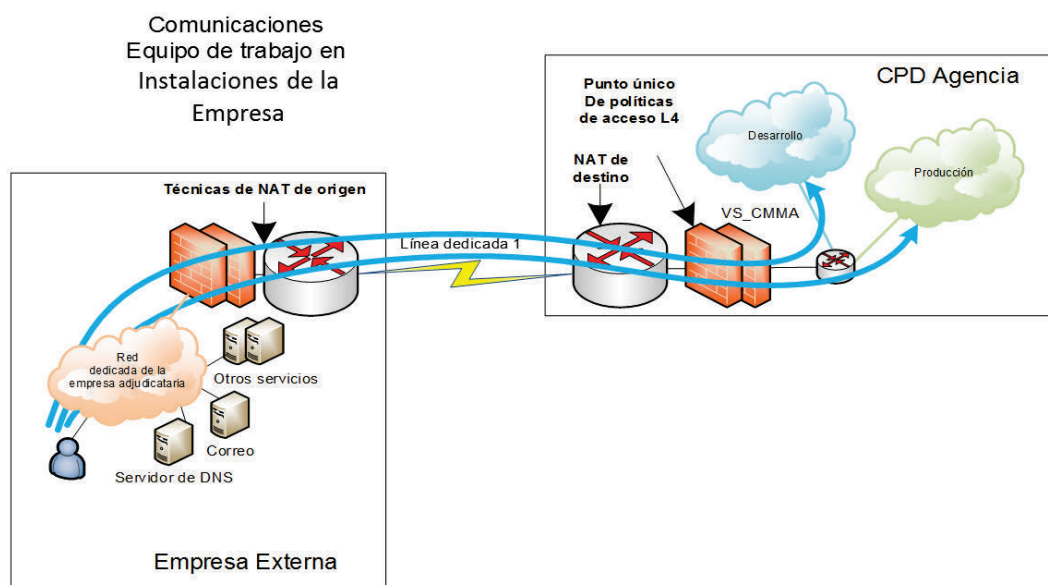 Comunicaciones
Equipo de trabajo en
Instalaciones de la
Empresa
CPD Agencia
Punto único
De políticas
de acceso L4
Desarrollo
Producción
NAT de
destino
VS_CMMA
Técnicas de NAT de origen
Línea dedicada 1
Red
dedicada de la
empresa adjudicataria
Otros servicios
Correo
Servidor de DNS
Empresa Externa